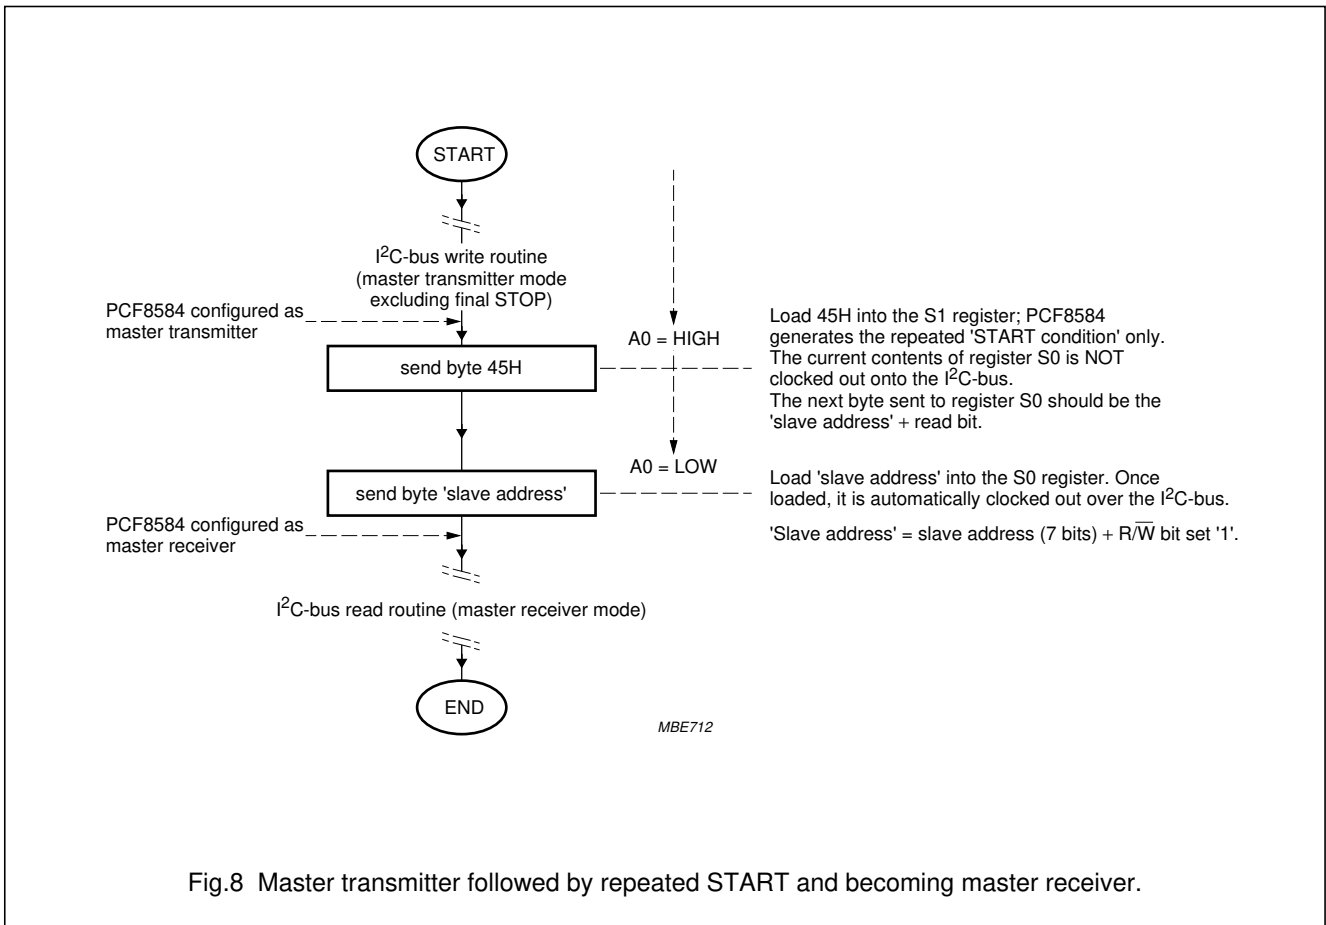 START
I²C-bus write routine
(master transmitter mode
excluding final STOP)
PCF8584 configured as
master transmitter
A0 = HIGH
send byte 45H
Load 45H into the S1 register; PCF8584
generates the repeated 'START condition' only.
The current contents of register S0 is NOT
clocked out onto the I²C-bus.
The next byte sent to register S0 should be the
'slave address' + read bit.
A0 = LOW
send byte 'slave address'
Load 'slave address' into the S0 register. Once
loaded, it is automatically clocked out over the I²C-bus.
'Slave address' = slave address (7 bits) + R/W̅ bit set '1'.
PCF8584 configured as
master receiver
I²C-bus read routine (master receiver mode)
END
MBE712
Fig.8 Master transmitter followed by repeated START and becoming master receiver.